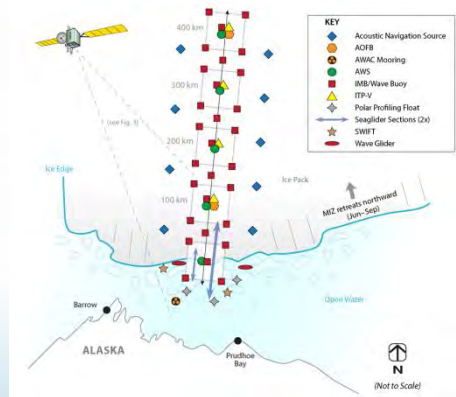 400 km
300 km
200 km
100 km
KEY
Acoustic Navigation Source
AOFB
AWAC Mooring
AWS
IMB/Wave Buoy
ITP-V
Polar Profiling Float
Seaglider Sections (2x)
SWIFT
Wave Glider
(see Fig. 3)
Ice Edge
Ice Pack
MIZ retreats northward
(Jun–Sep)
Open Water
Barrow
ALASKA
Prudhoe
Bay
N
(Not to Scale)